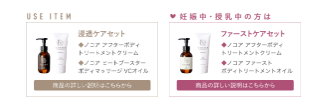 USE ITEM
浸透ケアセット
◆ノコア アフターボディ
トリートメントクリーム
◆ノコア ヒートブースター
ボディマッサージ VCオイル
商品の詳しい説明はこちらから
♥ 妊娠中・授乳中の方は
ファーストケアセット
◆ノコア アフターボディ
トリートメントクリーム
◆ノコア ファースト
ボディトリートメントオイル
商品の詳しい説明はこちらから